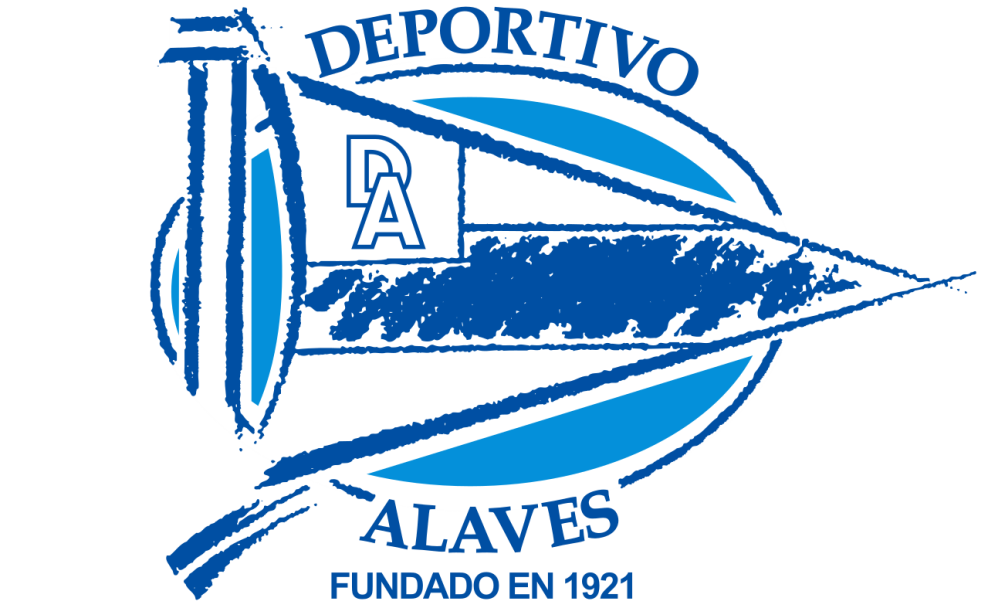 DEPORTIVO
DA
ALAVES
FUNDADO EN 1921